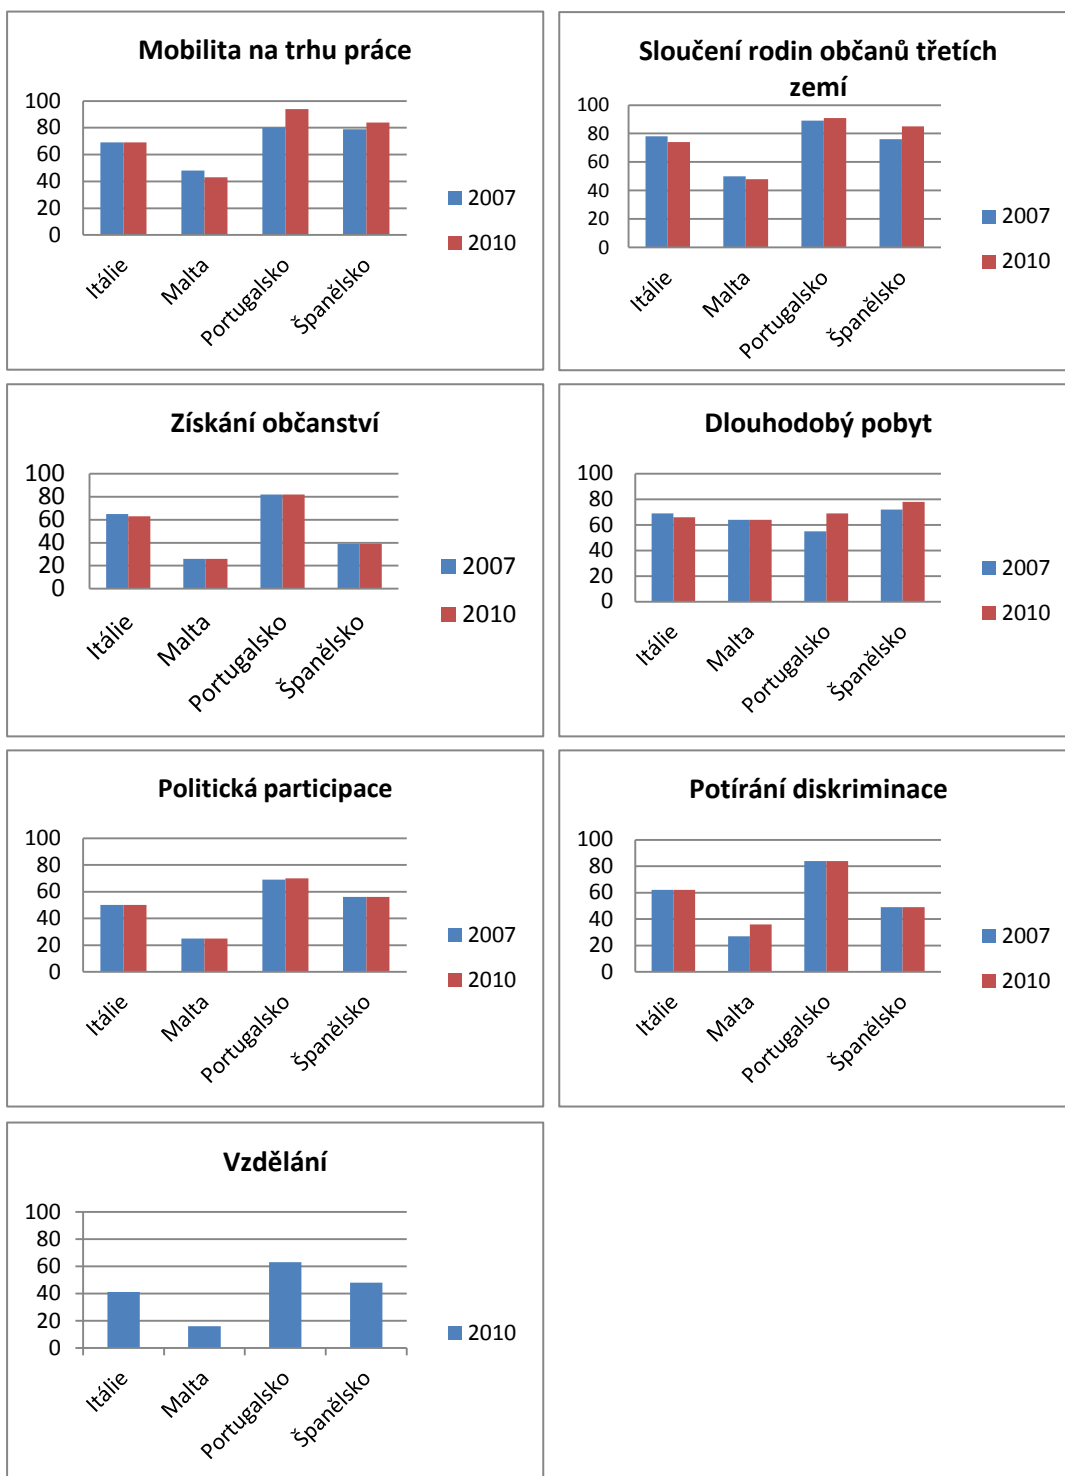 Mobilita na trhu práce
100
80
60
40
20
0
Itálie
Malta
Portugalsko
Španělsko
2007
2010
Sloučení rodin občanů třetích
zemí
100
80
60
40
20
0
Itálie
Malta
Portugalsko
Španělsko
2007
2010
Získání občanství
100
80
60
40
20
0
Itálie
Malta
Portugalsko
Španělsko
2007
2010
Dlouhodobý pobyt
100
80
60
40
20
0
Itálie
Malta
Portugalsko
Španělsko
2007
2010
Politická participace
100
80
60
40
20
0
Itálie
Malta
Portugalsko
Španělsko
2007
2010
Potírání diskriminace
100
80
60
40
20
0
Itálie
Malta
Portugalsko
Španělsko
2007
2010
Vzdělání
100
80
60
40
20
0
Itálie
Malta
Portugalsko
Španělsko
2010